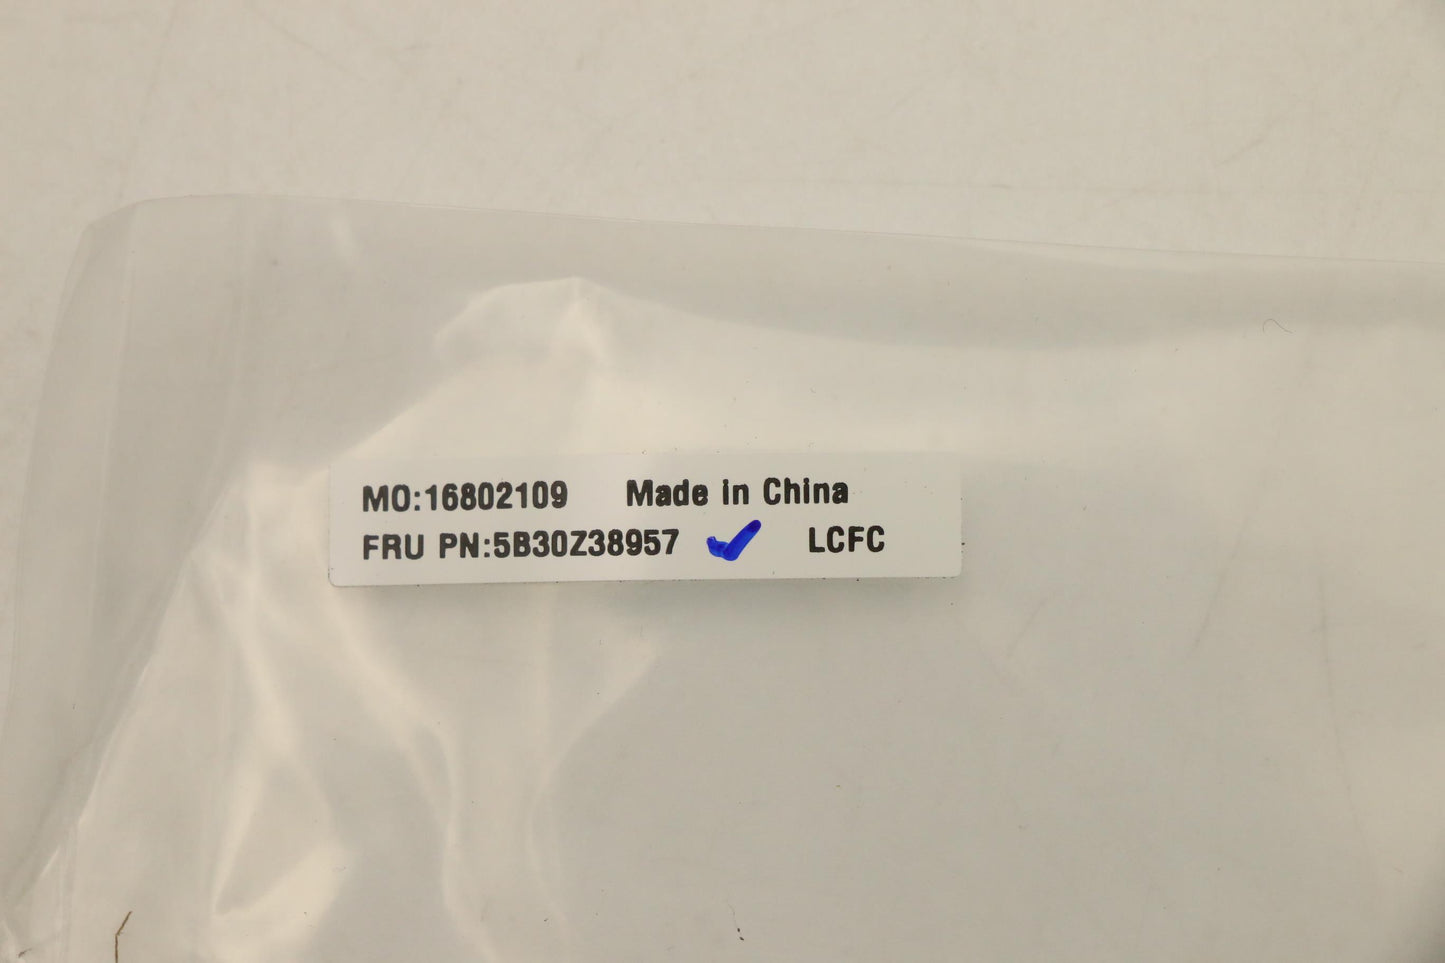 MO:16802109 Made in China
FRU PN:5B30Z38957 LCFC